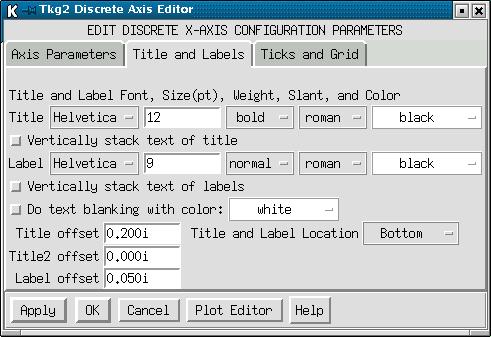 Tkg2 Discrete Axis Editor
EDIT DISCRETE X-AXIS CONFIGURATION PARAMETERS
Axis Parameters Title and Labels Ticks and Grid
Title and Label Font, Size(pt), Weight, Slant, and Color
Title Helvetica 12 bold roman black
Vertically stack text of title
Label Helvetica 9 normal roman black
Vertically stack text of labels
Do text blanking with color: white
Title offset 0.200i Title and Label Location Bottom
Title2 offset 0.000i
Label offset 0.050i
Apply OK Cancel Plot Editor Help